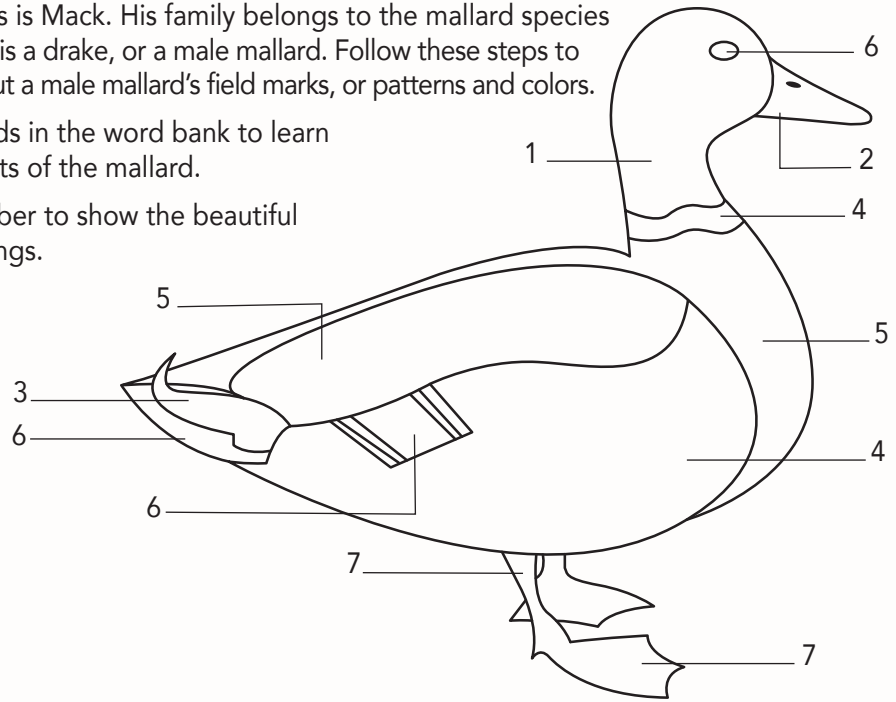 s is Mack. His family belongs to the mallard species
is a drake, or a male mallard. Follow these steps to
ut a male mallard’s field marks, or patterns and colors.
ds in the word bank to learn
ts of the mallard.
ber to show the beautiful
ngs.
6
1
2
4
5
5
3
6
4
6
7
7